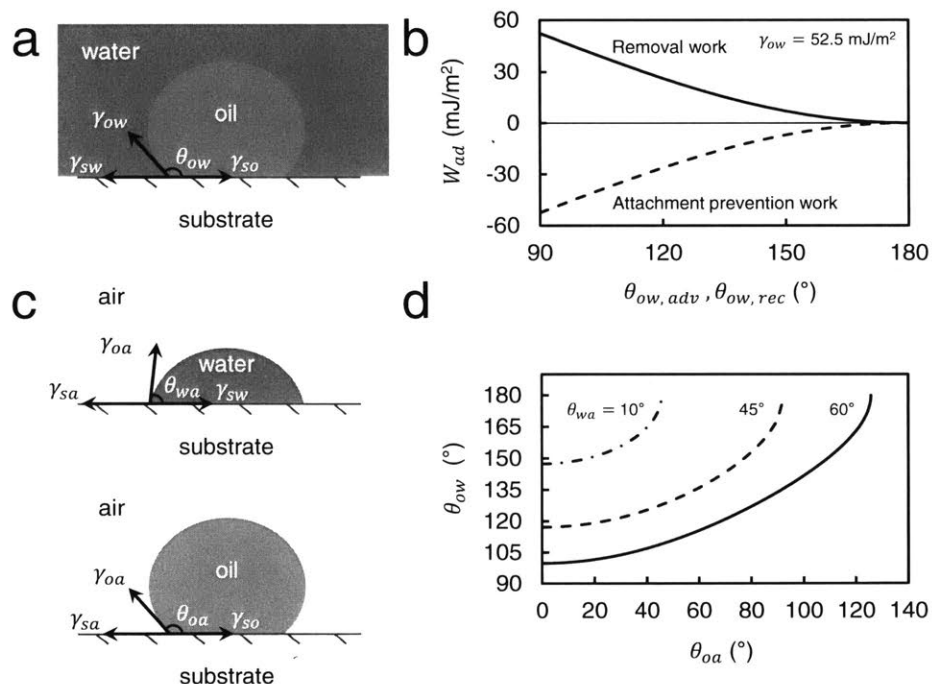 a
water
oil
γow
θow
γsw
γso
substrate
b
60
30
0
-30
-60
Wad (mJ/m²)
Removal work
γow = 52.5 mJ/m²
Attachment prevention work
90
120
150
180
θow, adv , θow, rec (°)
c
air
γoa
water
γsa
θwa
γsw
substrate
air
oil
γoa
γsa
θoa
γso
substrate
d
180
165
150
135
120
105
90
θow (°)
θwa = 10°
45°
60°
0
20
40
60
80
100
120
140
θoa (°)